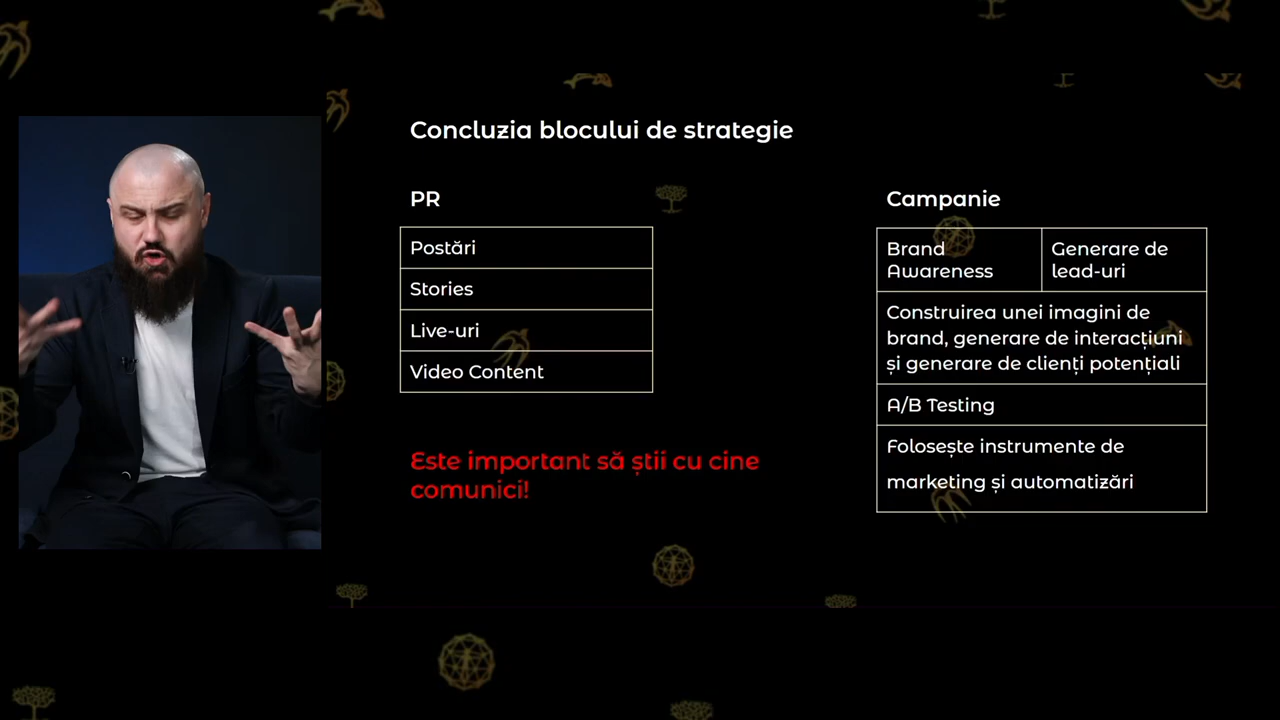 Concluzia blocului de strategie
PR
Postări
Stories
Live-uri
Video Content
Este important să știi cu cine
comunici!
Campanie
Brand
Awareness
Generare de
lead-uri
Construirea unei imagini de
brand, generare de interacțiuni
și generare de clienți potențiali
A/B Testing
Folosește instrumente de
marketing și automatizări